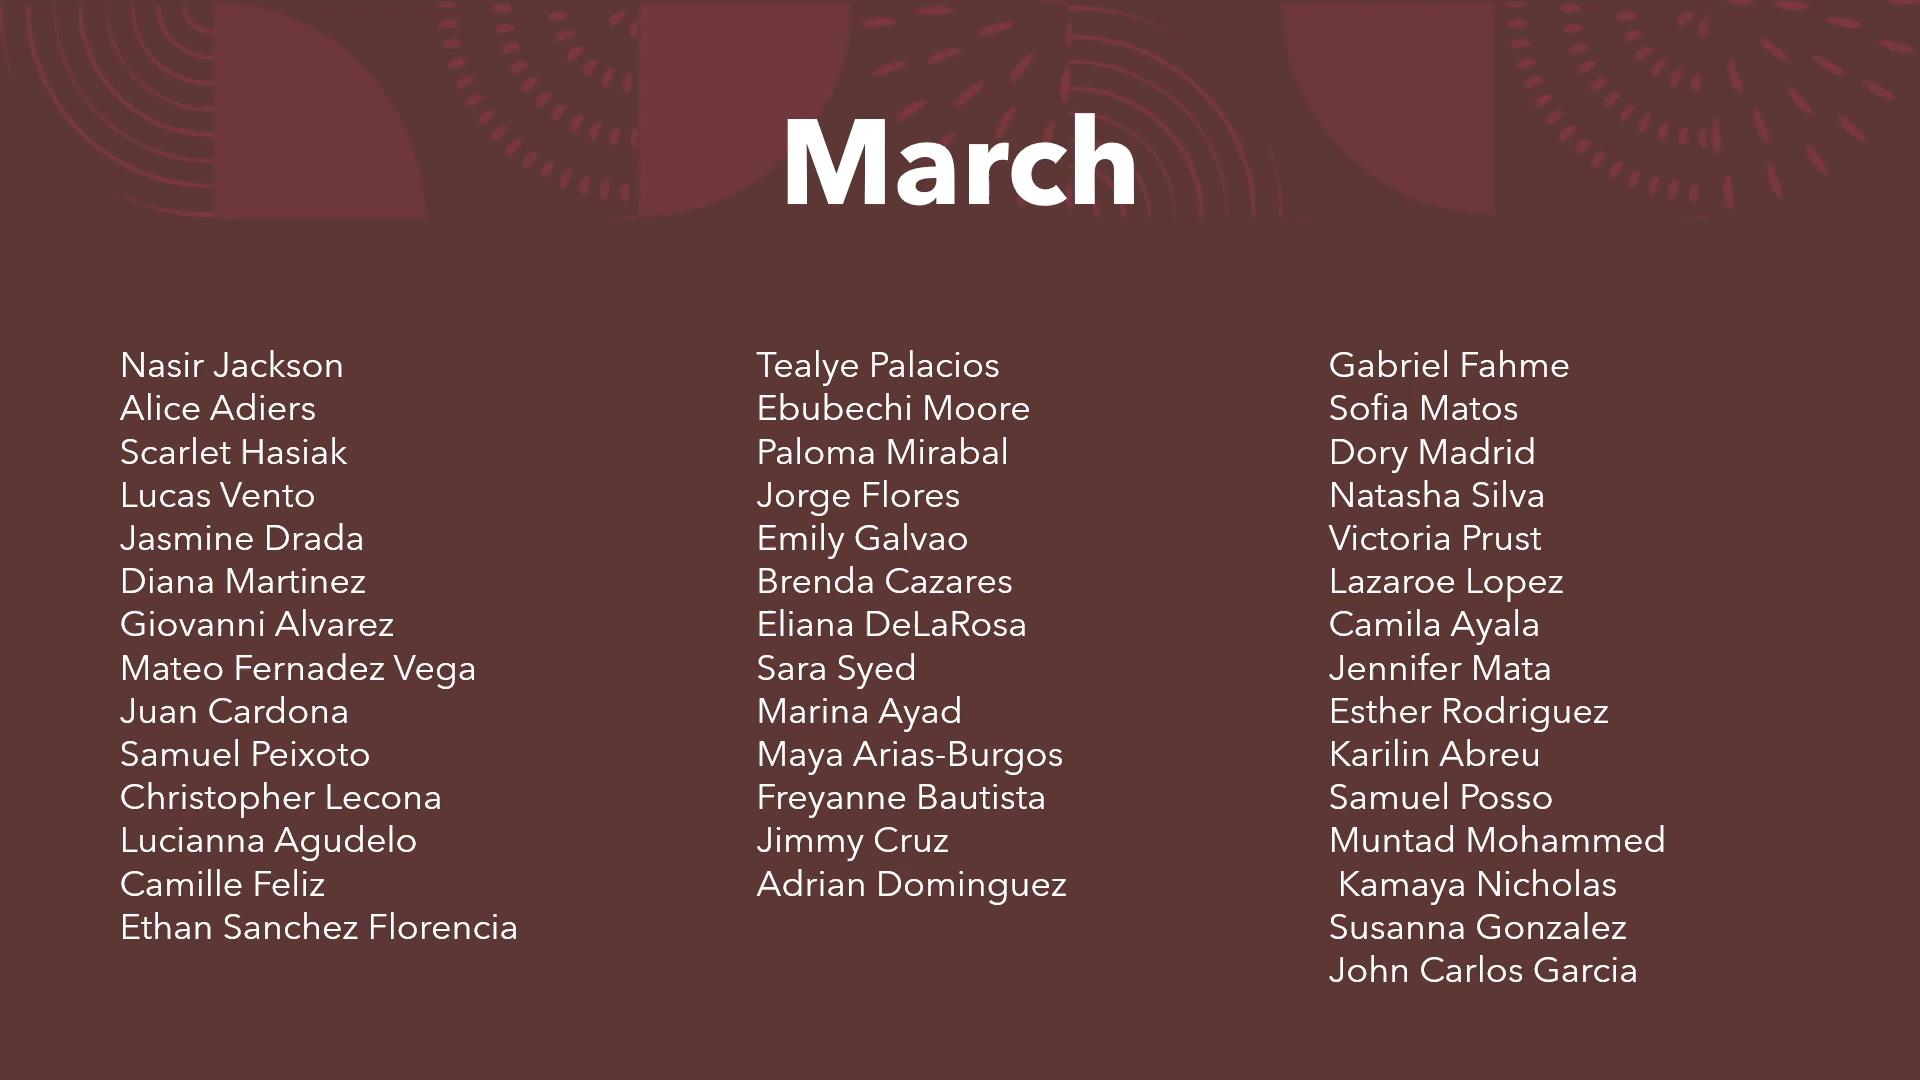 March
Nasir Jackson
Alice Adiers
Scarlet Hasiak
Lucas Vento
Jasmine Drada
Diana Martinez
Giovanni Alvarez
Mateo Fernadez Vega
Juan Cardona
Samuel Peixoto
Christopher Lecona
Lucianna Agudelo
Camille Feliz
Ethan Sanchez Florencia
Tealye Palacios
Ebubechi Moore
Paloma Mirabal
Jorge Flores
Emily Galvao
Brenda Cazares
Eliana DeLaRosa
Sara Syed
Marina Ayad
Maya Arias-Burgos
Freyanne Bautista
Jimmy Cruz
Adrian Dominguez
Gabriel Fahme
Sofia Matos
Dory Madrid
Natasha Silva
Victoria Prust
Lazaroe Lopez
Camila Ayala
Jennifer Mata
Esther Rodriguez
Karilin Abreu
Samuel Posso
Muntad Mohammed
Kamaya Nicholas
Susanna Gonzalez
John Carlos Garcia